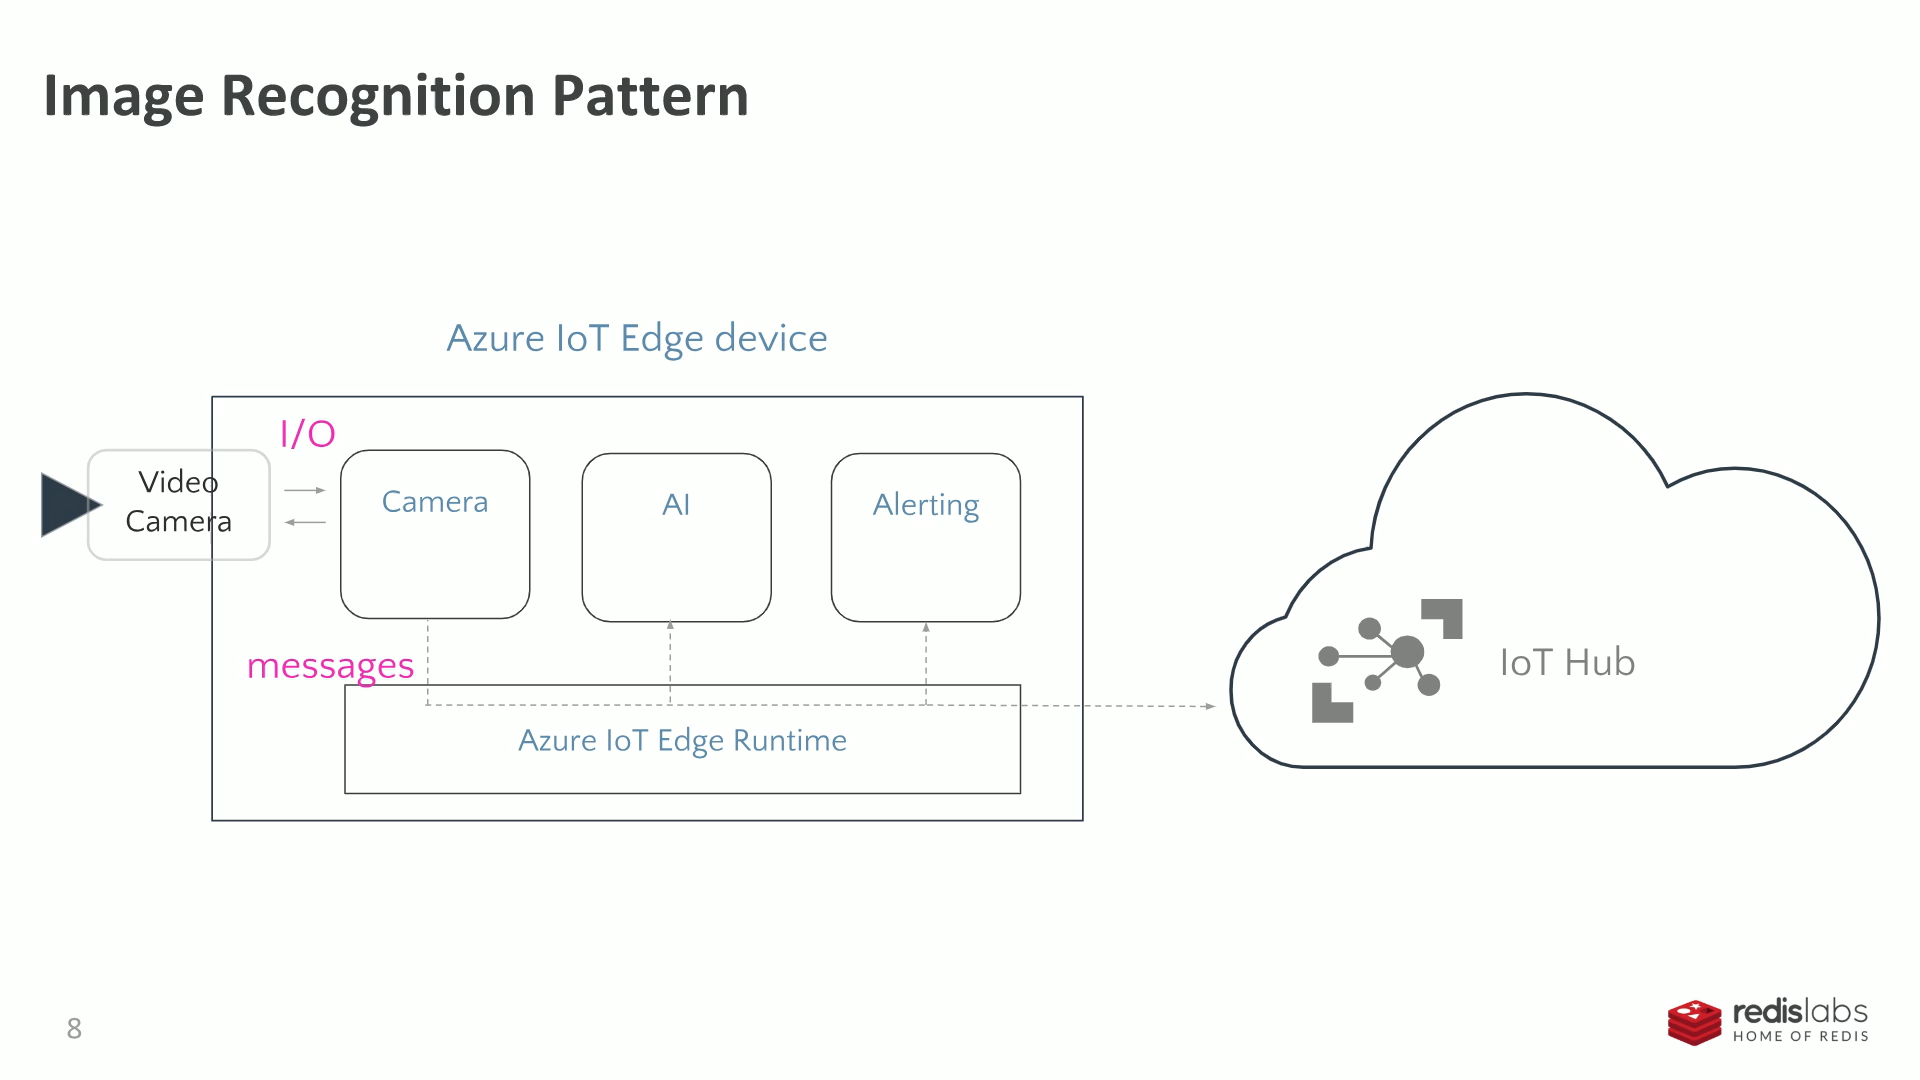 Image Recognition Pattern
Azure IoT Edge device
I/O
Video
Camera
Camera
AI
Alerting
messages
Azure IoT Edge Runtime
IoT Hub
8
redislabs
HOME OF REDIS